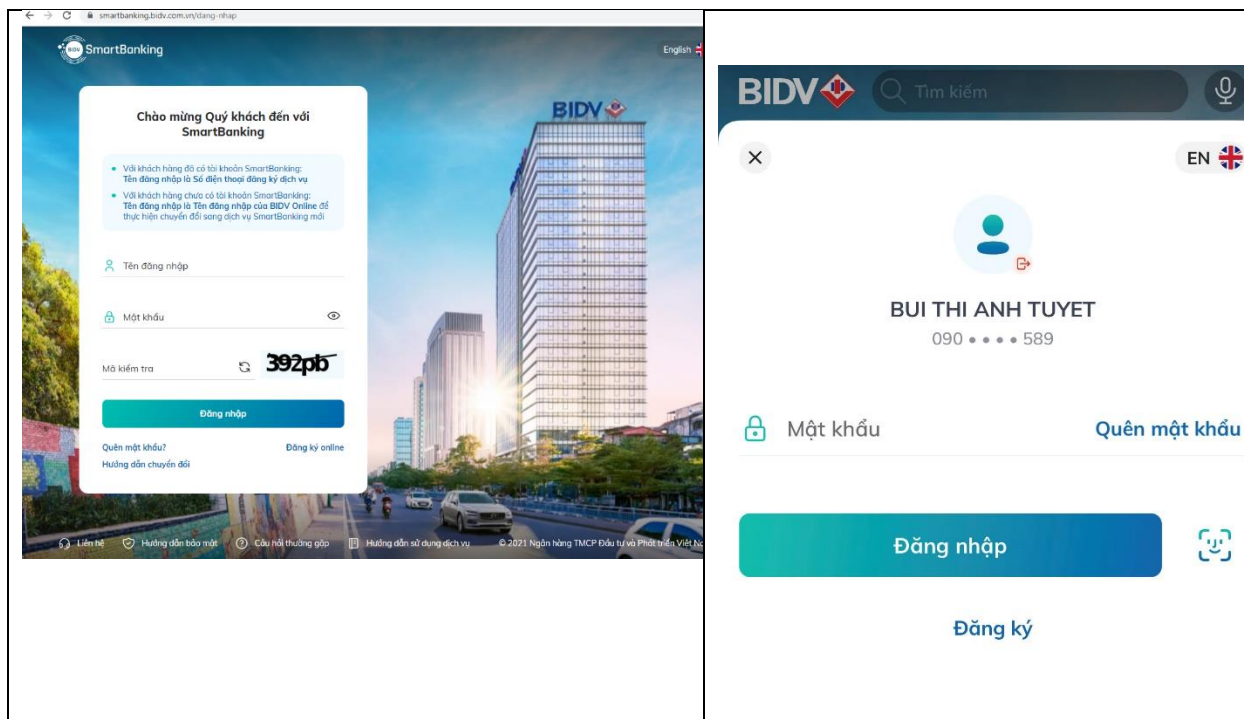 smartbanking.bidv.com.vn/dang-nhap
BIDV SmartBanking
English
Chào mừng Quý khách đến với
SmartBanking
Với khách hàng đã có tài khoản SmartBanking:
Tên đăng nhập là Số điện thoại đăng ký dịch vụ
Với khách hàng chưa có tài khoản SmartBanking:
Tên đăng nhập là Tên đăng nhập của BIDV Online để
thực hiện chuyển đổi sang dịch vụ SmartBanking mới
Tên đăng nhập
Mật khẩu
Mã kiểm tra
392pb
Đăng nhập
Quên mật khẩu?
Đăng ký online
Hướng dẫn chuyển đổi
BIDV
Liên hệ
Hướng dẫn bảo mật
Câu hỏi thường gặp
Hướng dẫn sử dụng dịch vụ
© 2021 Ngân hàng TMCP Đầu tư và Phát triển Việt
BIDV
Tìm kiếm
EN
BUI THI ANH TUYET
090 • • • • 589
Mật khẩu
Quên mật khẩu
Đăng nhập
Đăng ký